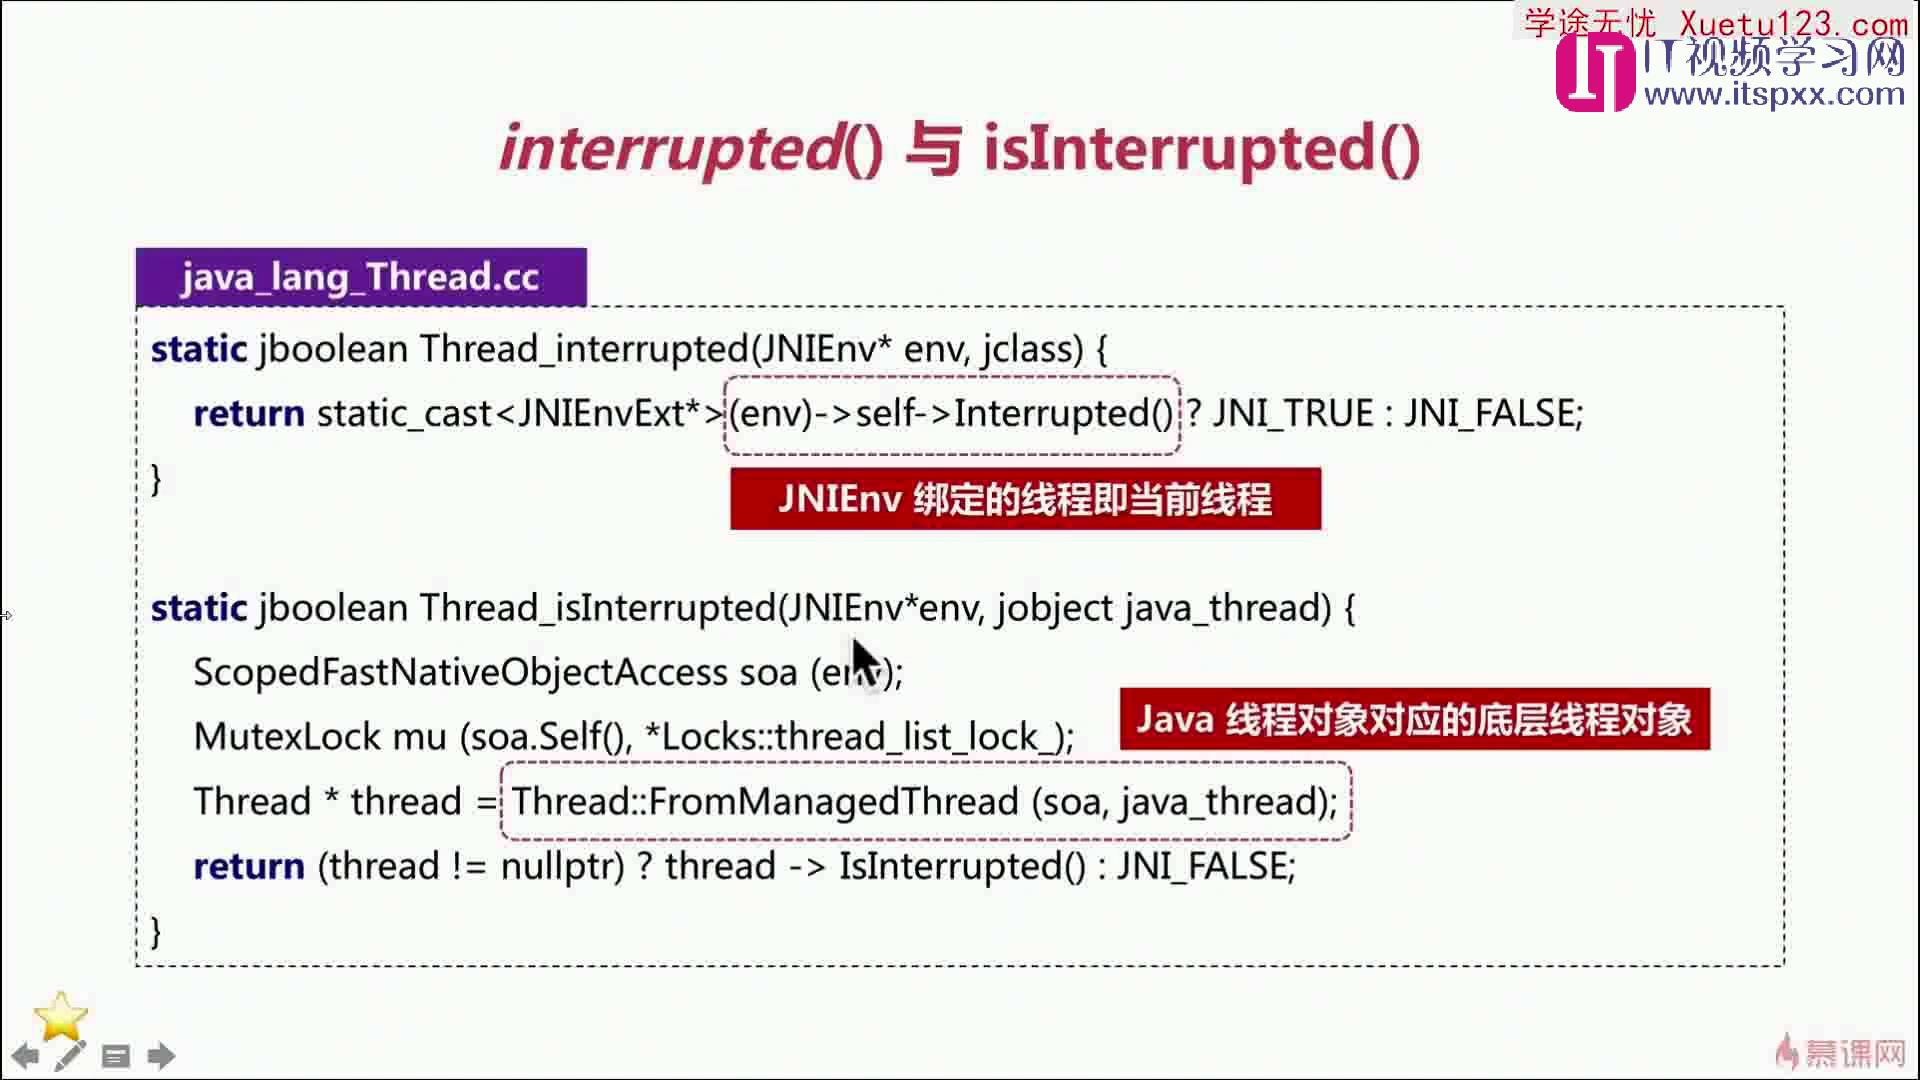 学途无忧 Xuetu123.com
IT视频学习网
www.itspxx.com
interrupted() 与 isInterrupted()
java_lang_Thread.cc
static jboolean Thread_interrupted(JNIEnv* env, jclass) {
return static_cast<JNIEnvExt*>(env)->self->Interrupted() ? JNI_TRUE : JNI_FALSE;
}
JNIEnv 绑定的线程即当前线程
static jboolean Thread_isInterrupted(JNIEnv*env, jobject java_thread) {
ScopedFastNativeObjectAccess soa (env);
MutexLock mu (soa.Self(), *Locks::thread_list_lock_);
Java 线程对象对应的底层线程对象
Thread * thread = Thread::FromManagedThread (soa, java_thread);
return (thread != nullptr) ? thread -> IsInterrupted() : JNI_FALSE;
}
慕课网